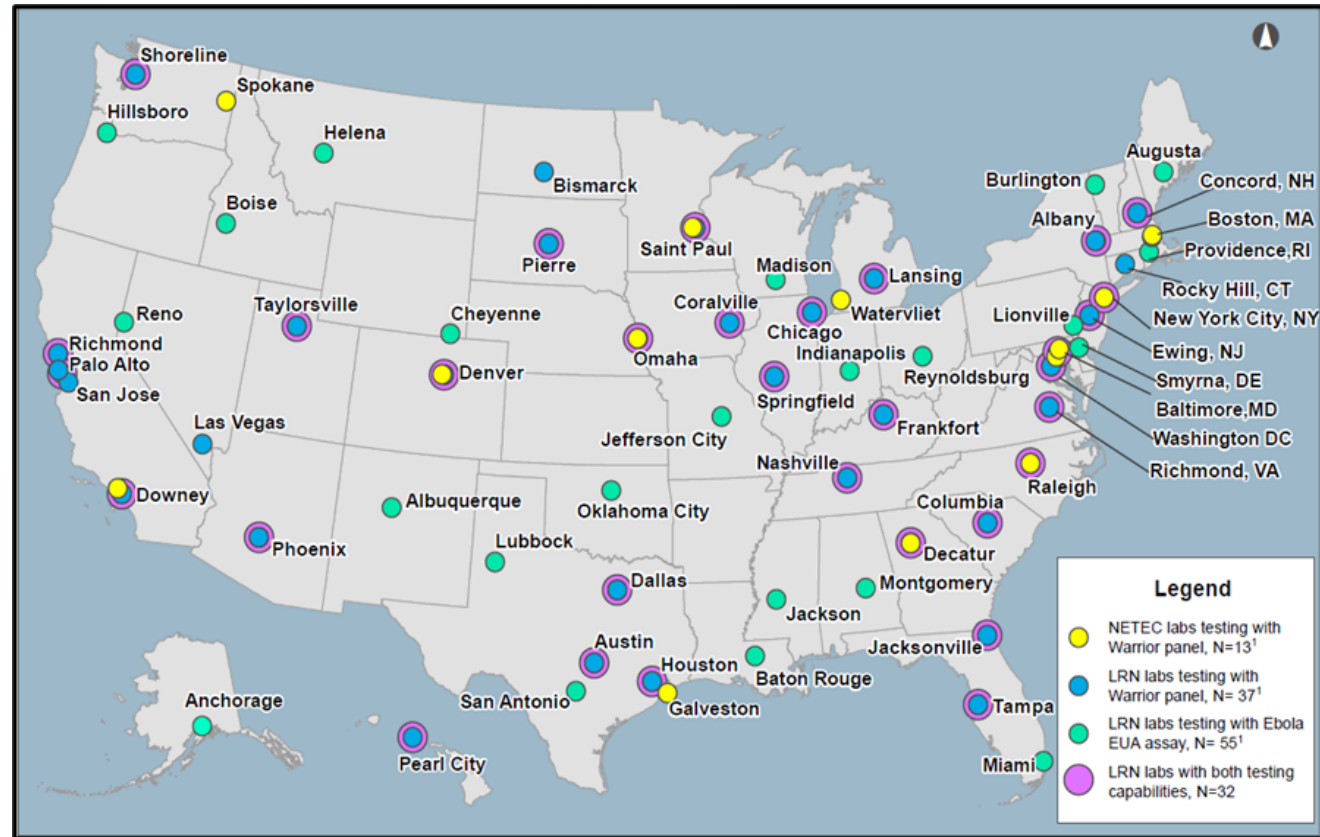 Shoreline
Spokane
Hillsboro
Helena
Boise
Bismarck
Pierre
Saint Paul
Madison
Lansing
Watervliet
Augusta
Burlington
Concord, NH
Albany
Boston, MA
Providence,RI
Rocky Hill, CT
New York City, NY
Lionville
Ewing, NJ
Smyrna, DE
Baltimore,MD
Washington DC
Richmond, VA
Reno
Taylorsville
Cheyenne
Coralville
Chicago
Indianapolis
Reynoldsburg
Richmond
Palo Alto
San Jose
Omaha
Denver
Springfield
Las Vegas
Jefferson City
Frankfort
Nashville
Raleigh
Downey
Albuquerque
Oklahoma City
Columbia
Phoenix
Lubbock
Decatur
Dallas
Montgomery
Jackson
Austin
Houston
Jacksonville
San Antonio
Galveston
Baton Rouge
Tampa
Anchorage
Pearl City
Miami
Legend
NETEC labs testing with
Warrior panel, N=13¹
LRN labs testing with
Warrior panel, N= 37¹
LRN labs testing with Ebola
EUA assay, N= 55¹
LRN labs with both testing
capabilities, N=32